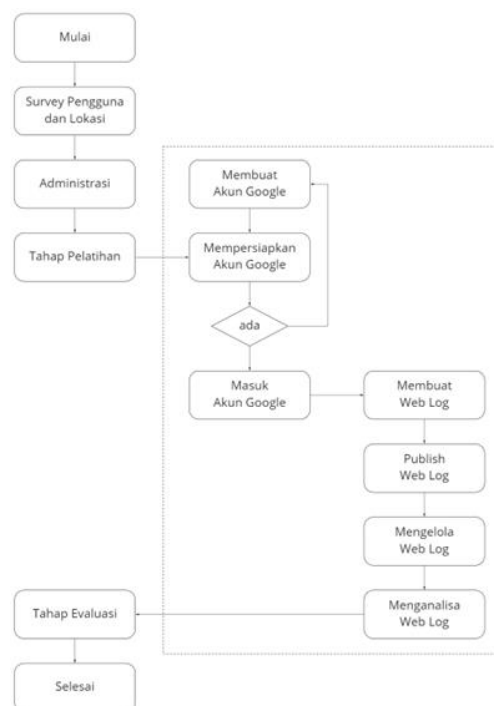 Mulai
Survey Pengguna
dan Lokasi
Administrasi
Tahap Pelatihan
Membuat
Akun Google
Mempersiapkan
Akun Google
ada
Masuk
Akun Google
Membuat
Web Log
Publish
Web Log
Mengelola
Web Log
Menganalisa
Web Log
Tahap Evaluasi
Selesai